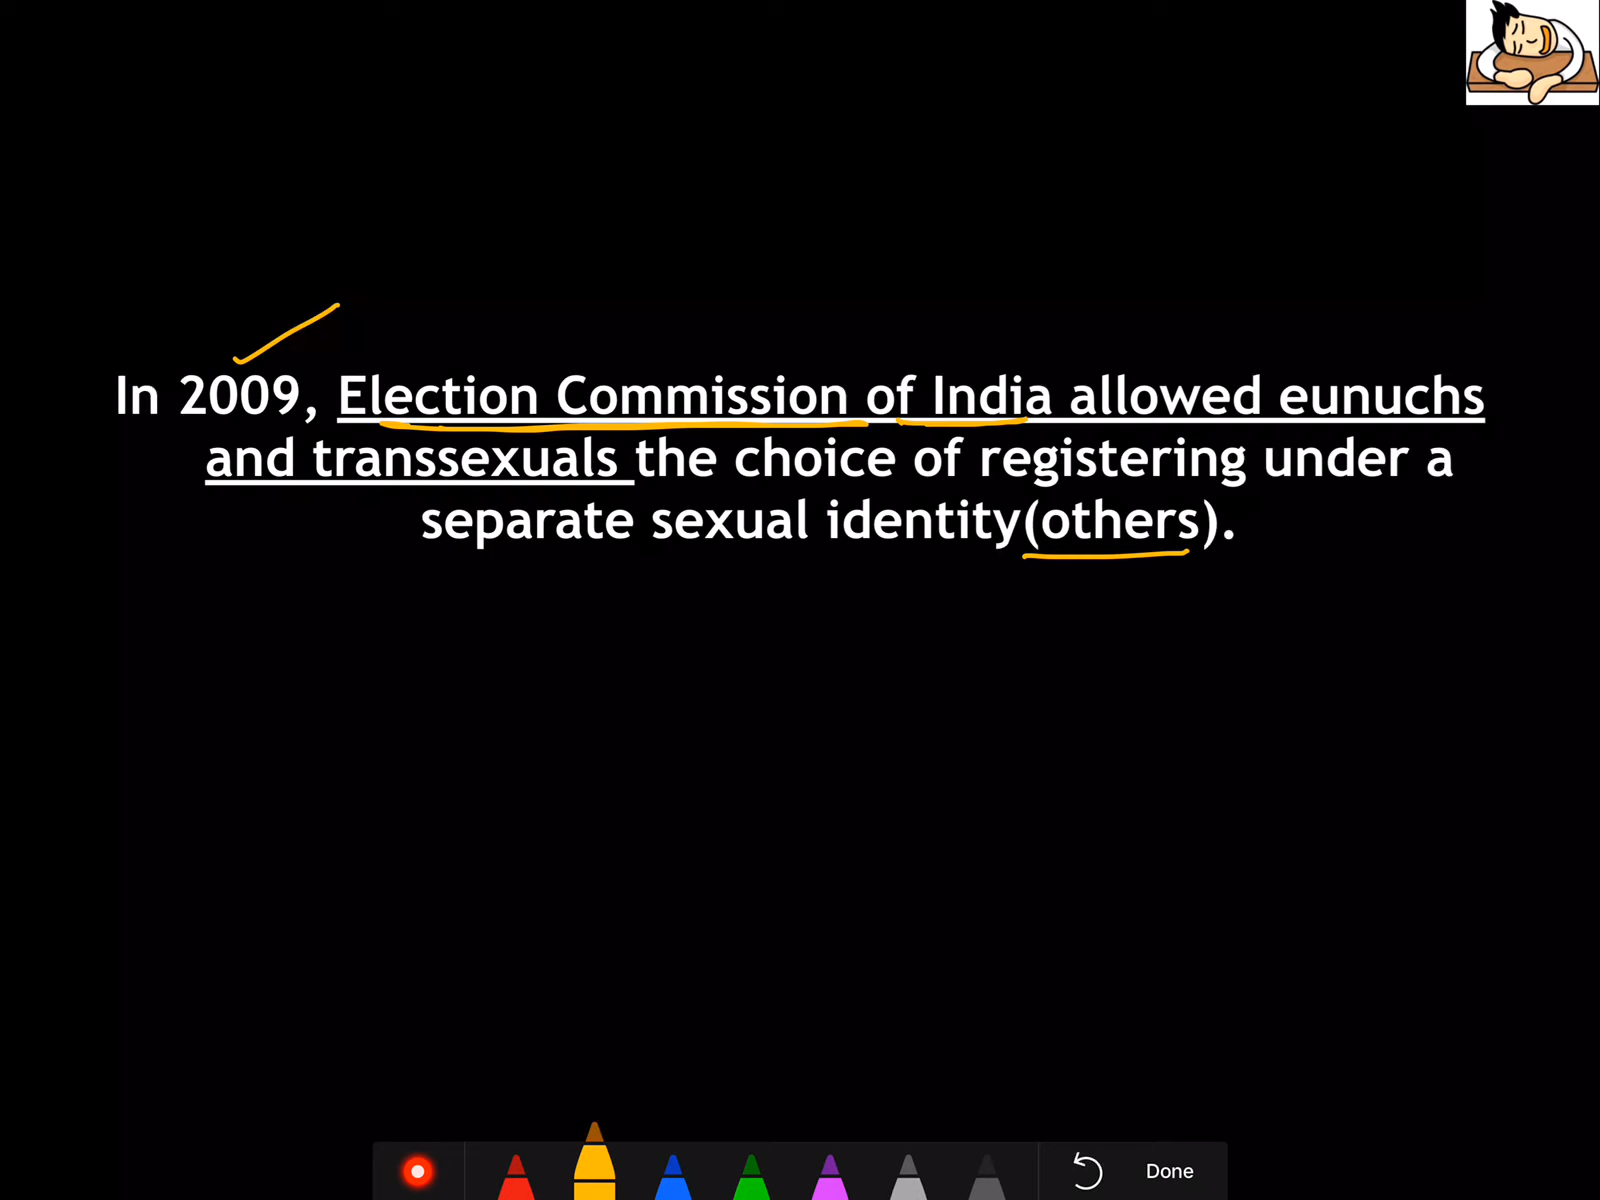 In 2009, Election Commission of India allowed eunuchs
and transsexuals the choice of registering under a
separate sexual identity(others).
Done